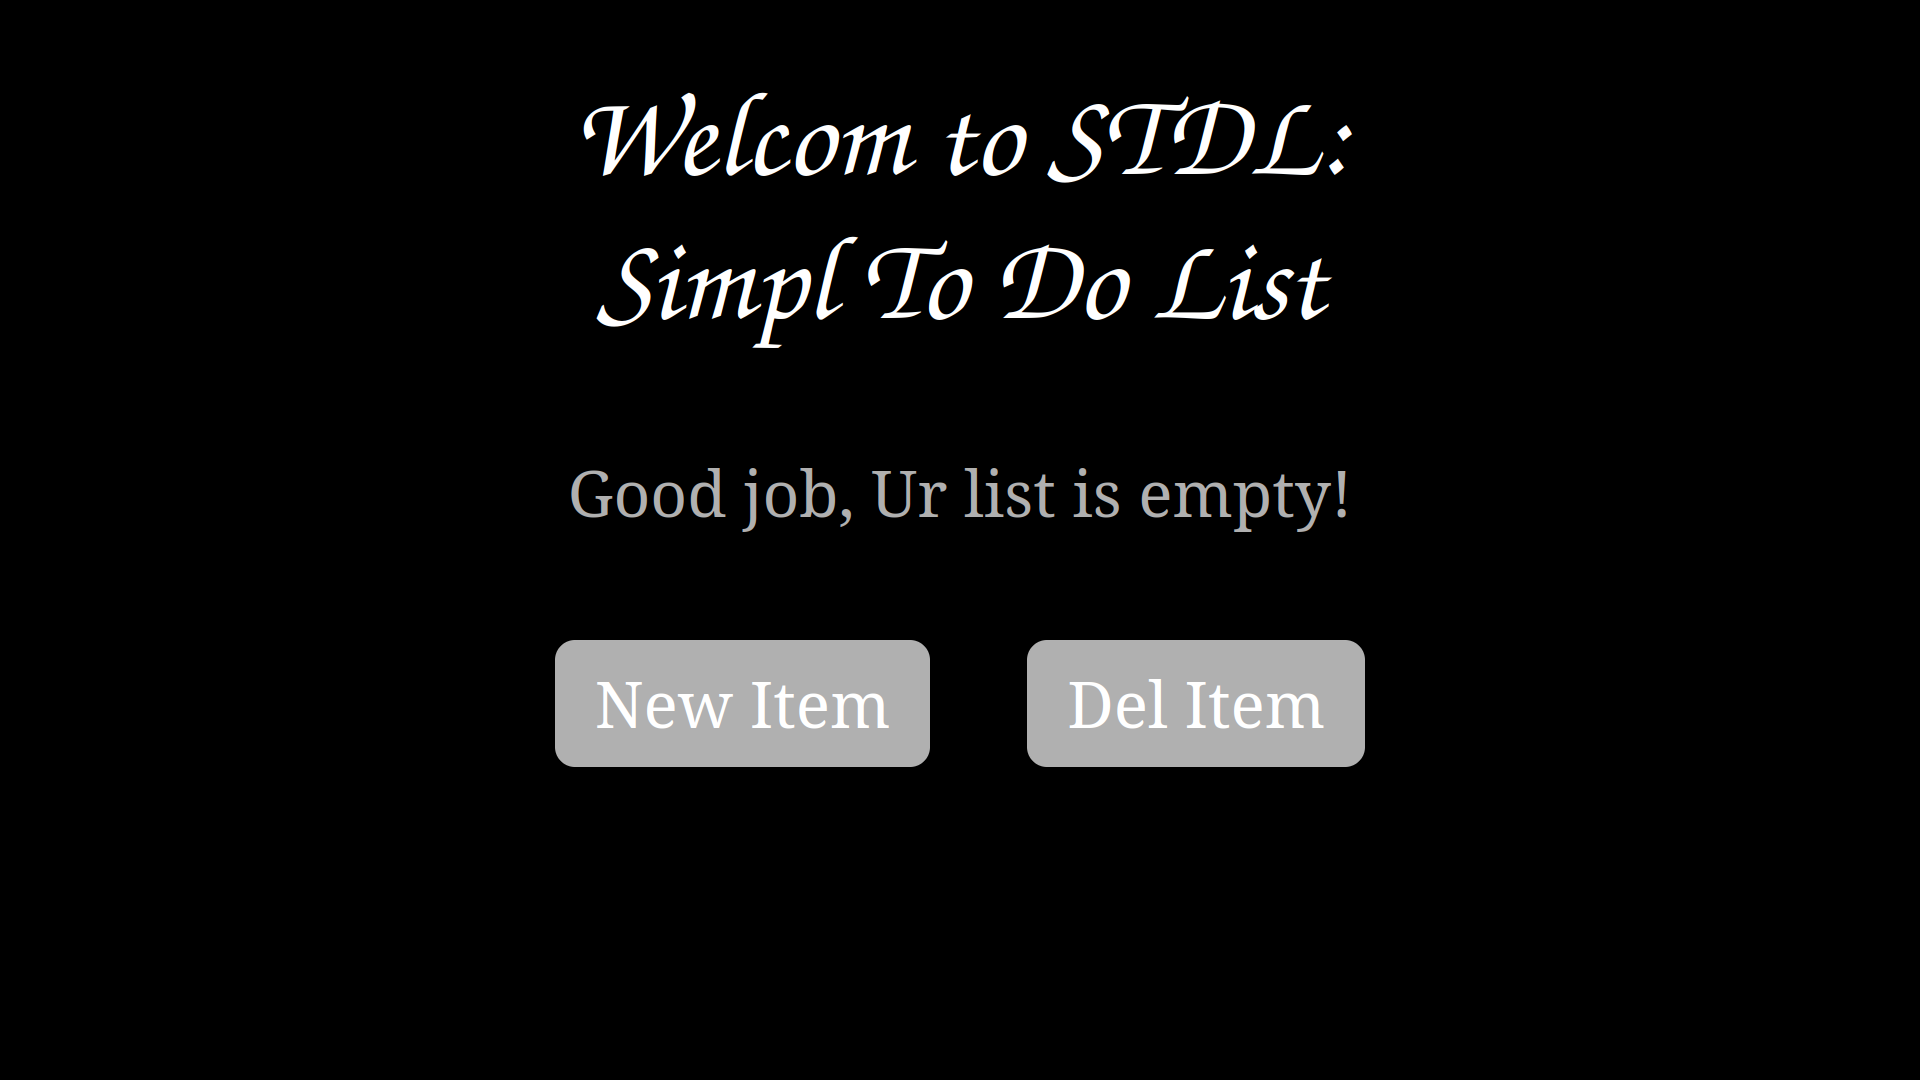 Welcom to STDL:
Simpl To Do List
Good job, Ur list is empty!
New Item
Del Item